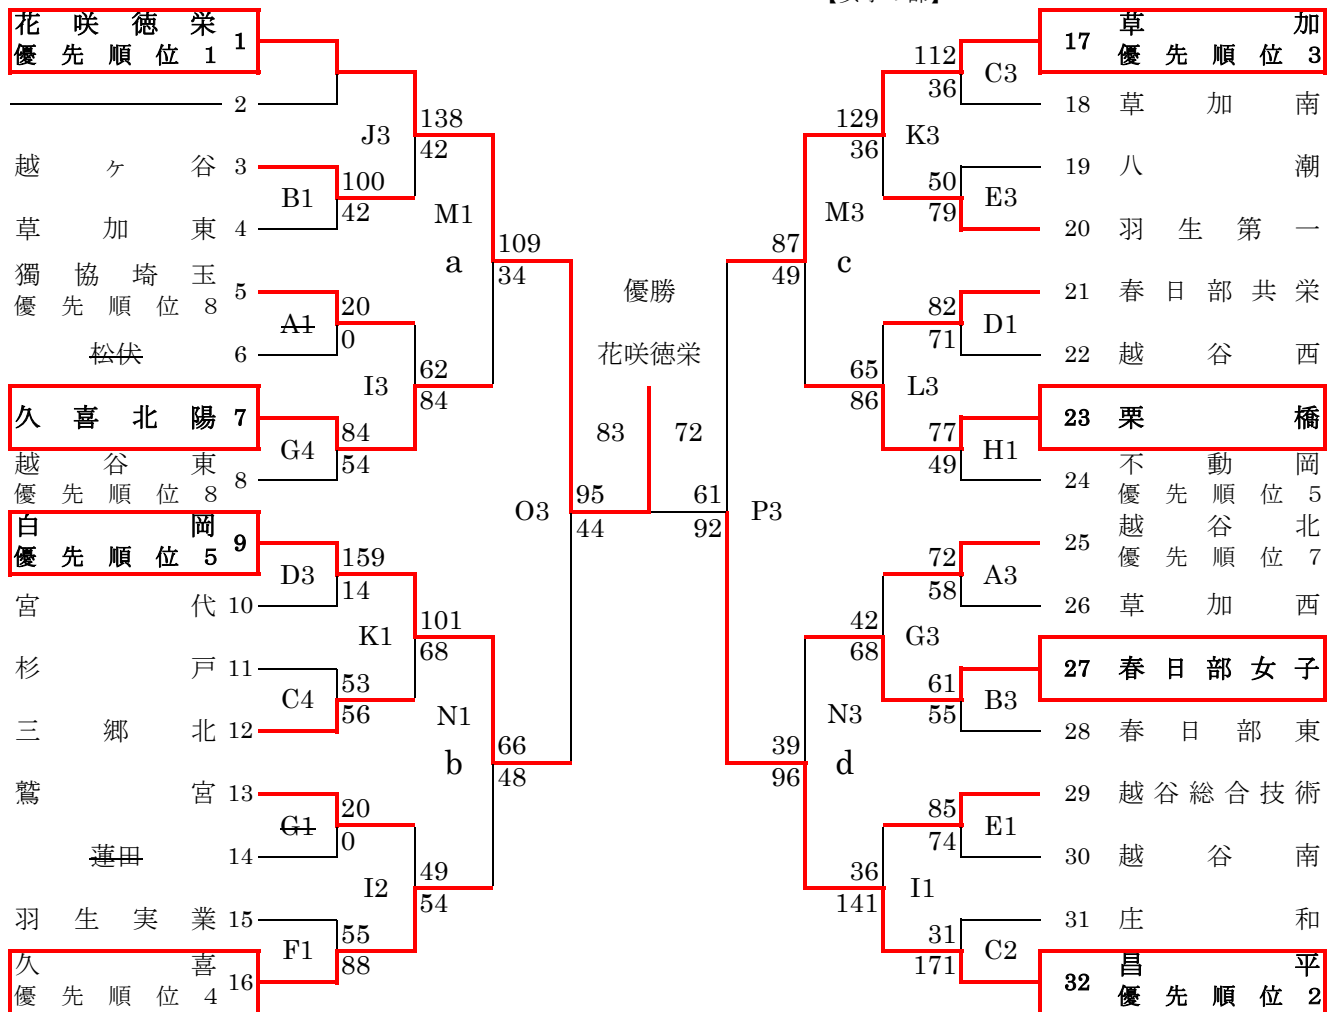 花咲徳栄 1
優先順位 1
2
越ヶ谷 3
草加東 4
獨協埼玉 5
優先順位 8
松伏 6
久喜北陽 7
越谷東 8
優先順位 8
白岡 9
優先順位 5
宮代 10
杉戸 11
三郷北 12
鷲宮 13
蓮田 14
羽生実業 15
久喜 16
優先順位 4
B1
100
42
A1
20
0
G4
84
54
D3
159
14
C4
53
56
G1
20
0
F1
55
88
J3
138
42
I3
62
84
K1
101
68
I2
49
54
M1
a
109
34
N1
b
66
48
O3
95
44
優勝
花咲徳栄
83 72
61
92
P3
87
49
M3
c
39
96
N3
d
129
36
K3
65
86
L3
42
68
G3
36
141
I1
112
36
C3
50
79
E3
82
71
D1
77
49
H1
72
58
A3
61
55
B3
85
74
E1
31
171
C2
17 草加
優先順位 3
18 草加南
19 八潮
20 羽生第一
21 春日部共栄
22 越谷西
23 栗橋
24 不動岡
優先順位 5
25 越谷北
優先順位 7
26 草加西
27 春日部女子
28 春日部東
29 越谷総合技術
30 越谷南
31 庄和
32 昌平
優先順位 2